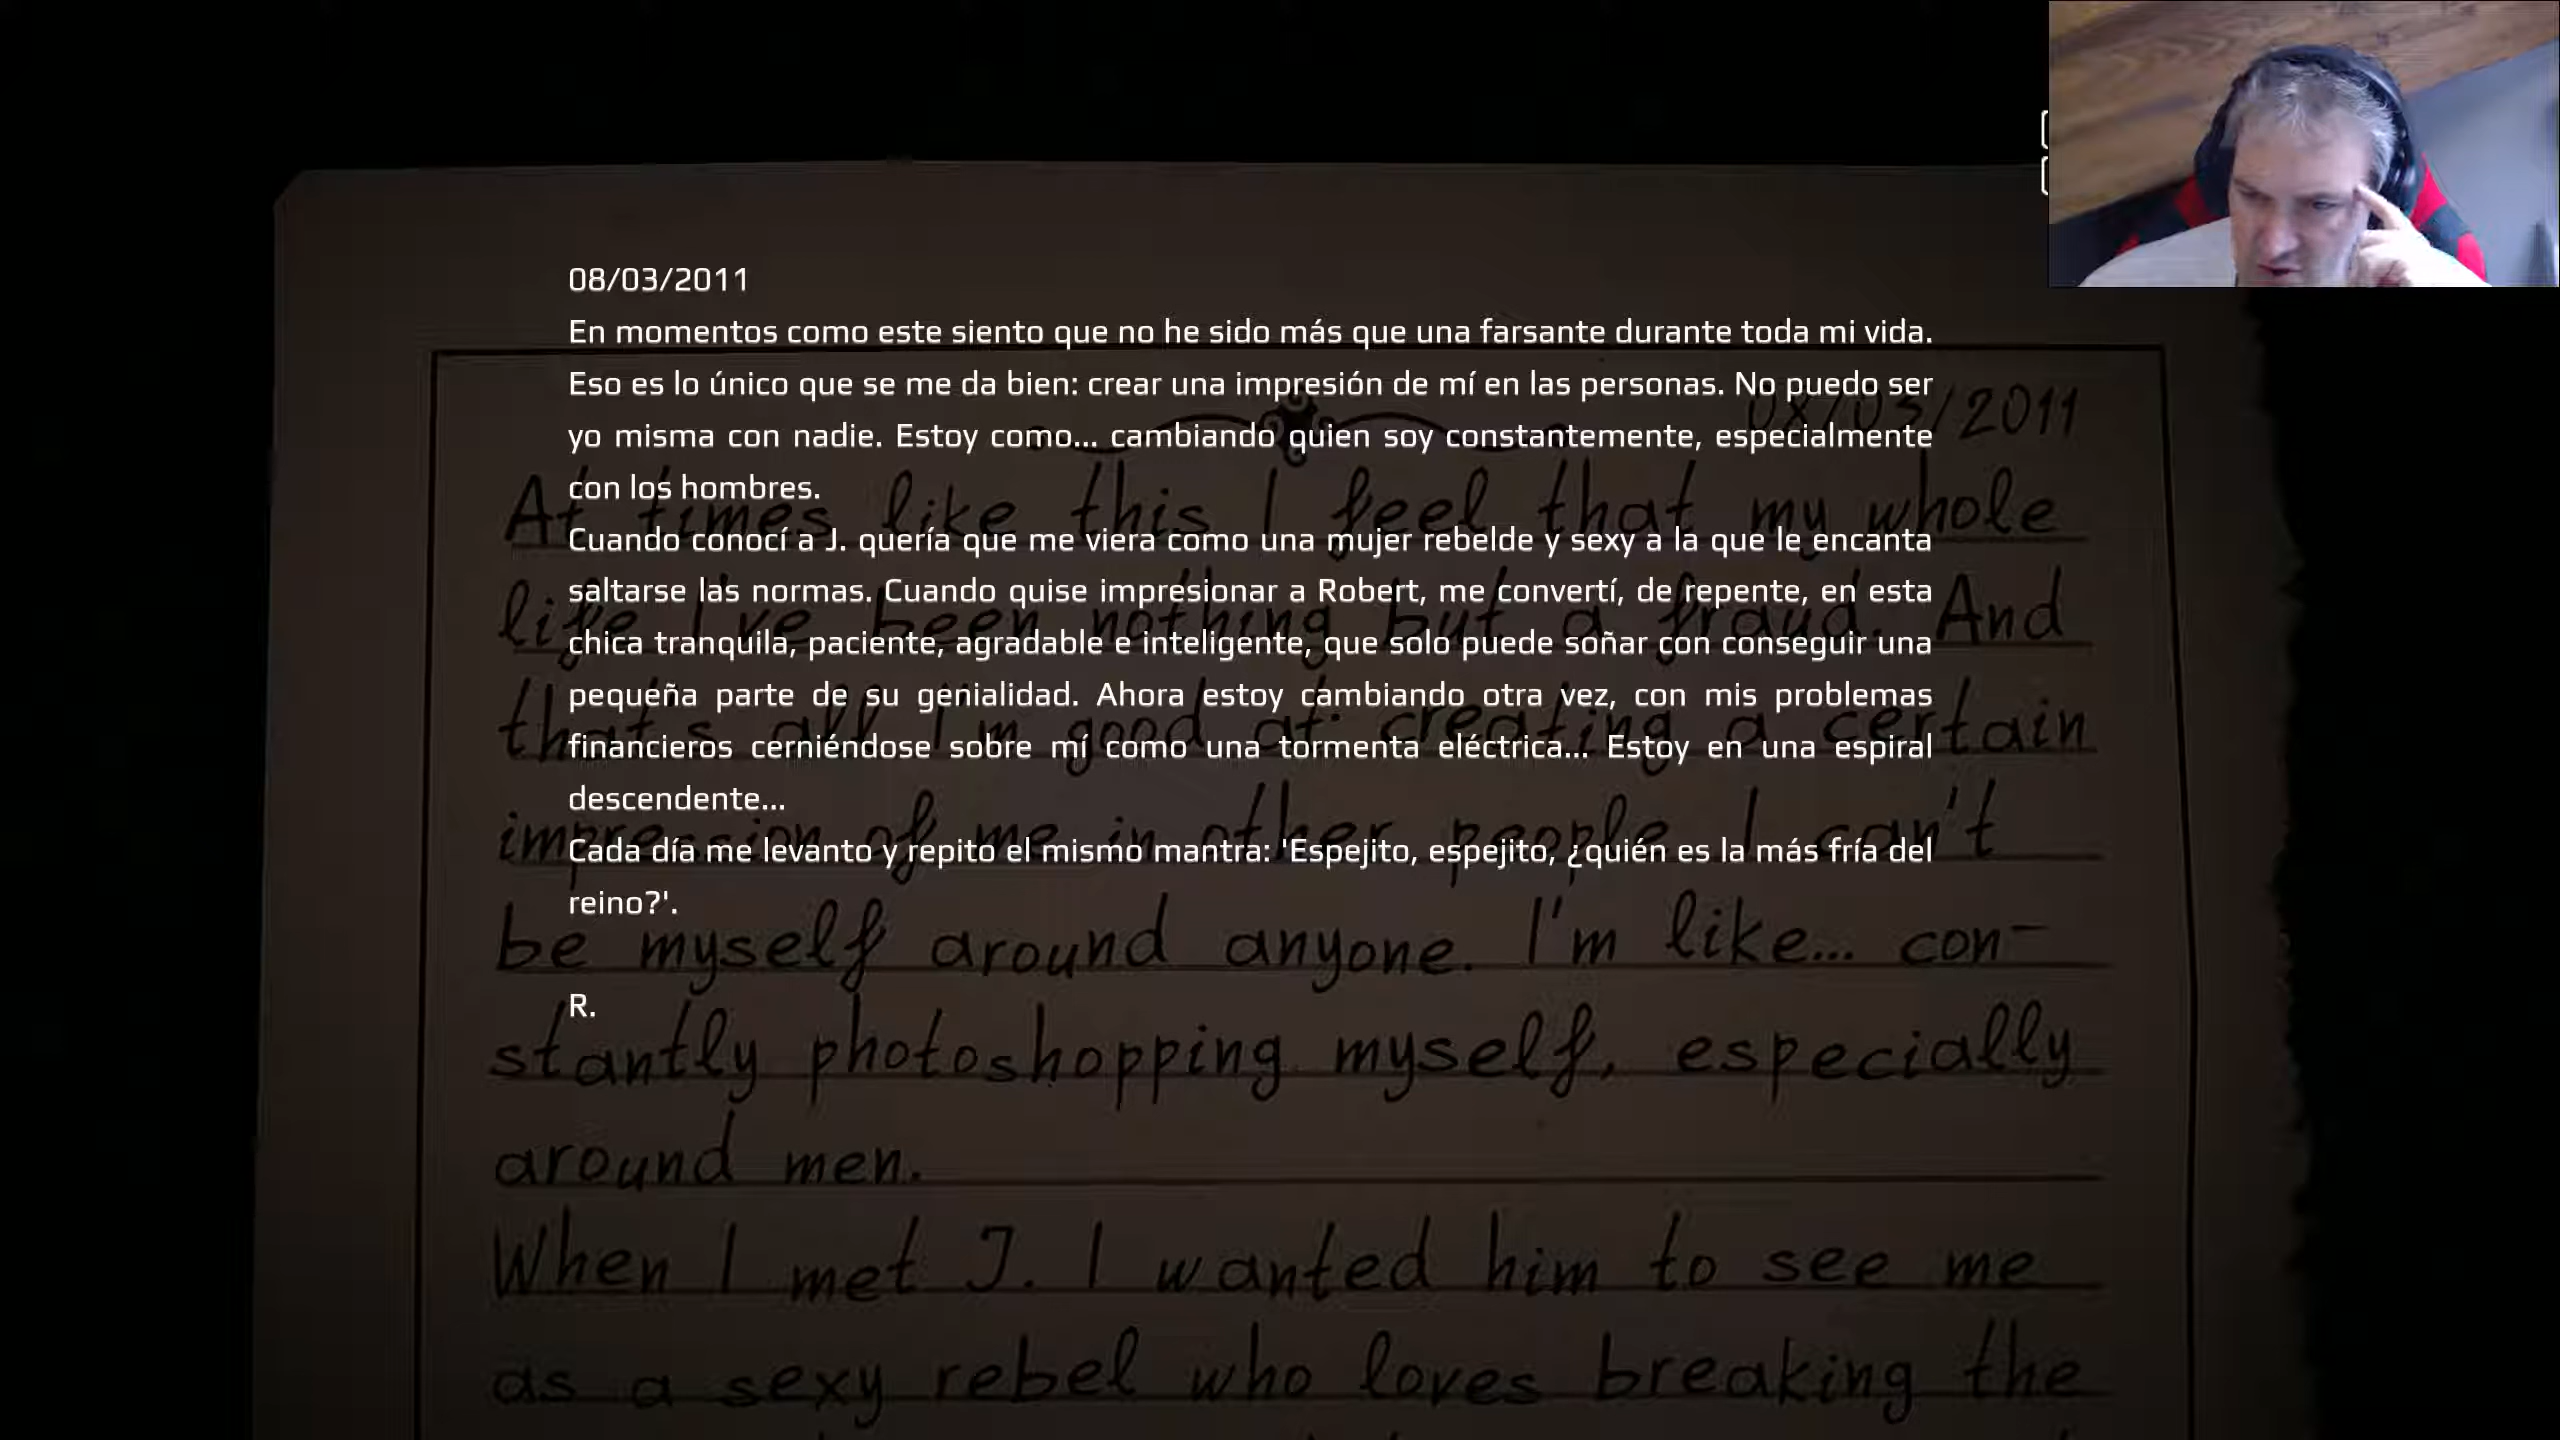 08/03/2011
En momentos como este siento que no he sido más que una farsante durante toda mi vida.
Eso es lo único que se me da bien: crear una impresión de mí en las personas. No puedo ser
yo misma con nadie. Estoy como... cambiando quien soy constantemente, especialmente
con los hombres.
Cuando conocí a J. quería que me viera como una mujer rebelde y sexy a la que le encanta
saltarse las normas. Cuando quise impresionar a Robert, me convertí, de repente, en esta
chica tranquila, paciente, agradable e inteligente, que solo puede soñar con conseguir una
pequeña parte de su genialidad. Ahora estoy cambiando otra vez, con mis problemas
financieros cerniéndose sobre mí como una tormenta eléctrica... Estoy en una espiral
descendente...
Cada día me levanto y repito el mismo mantra: 'Espejito, espejito, ¿quién es la más fría del
reino?'.
R.
08/03/2011
At times like this I feel that my whole
life I've been nothing but a fraud. And
that's all I'm good at: creating a certain
impression of me in other people. I can't
be myself around anyone. I'm like... con-
stantly photoshopping myself, especially
around men.
When I met J. I wanted him to see me
as a sexy rebel who loves breaking the